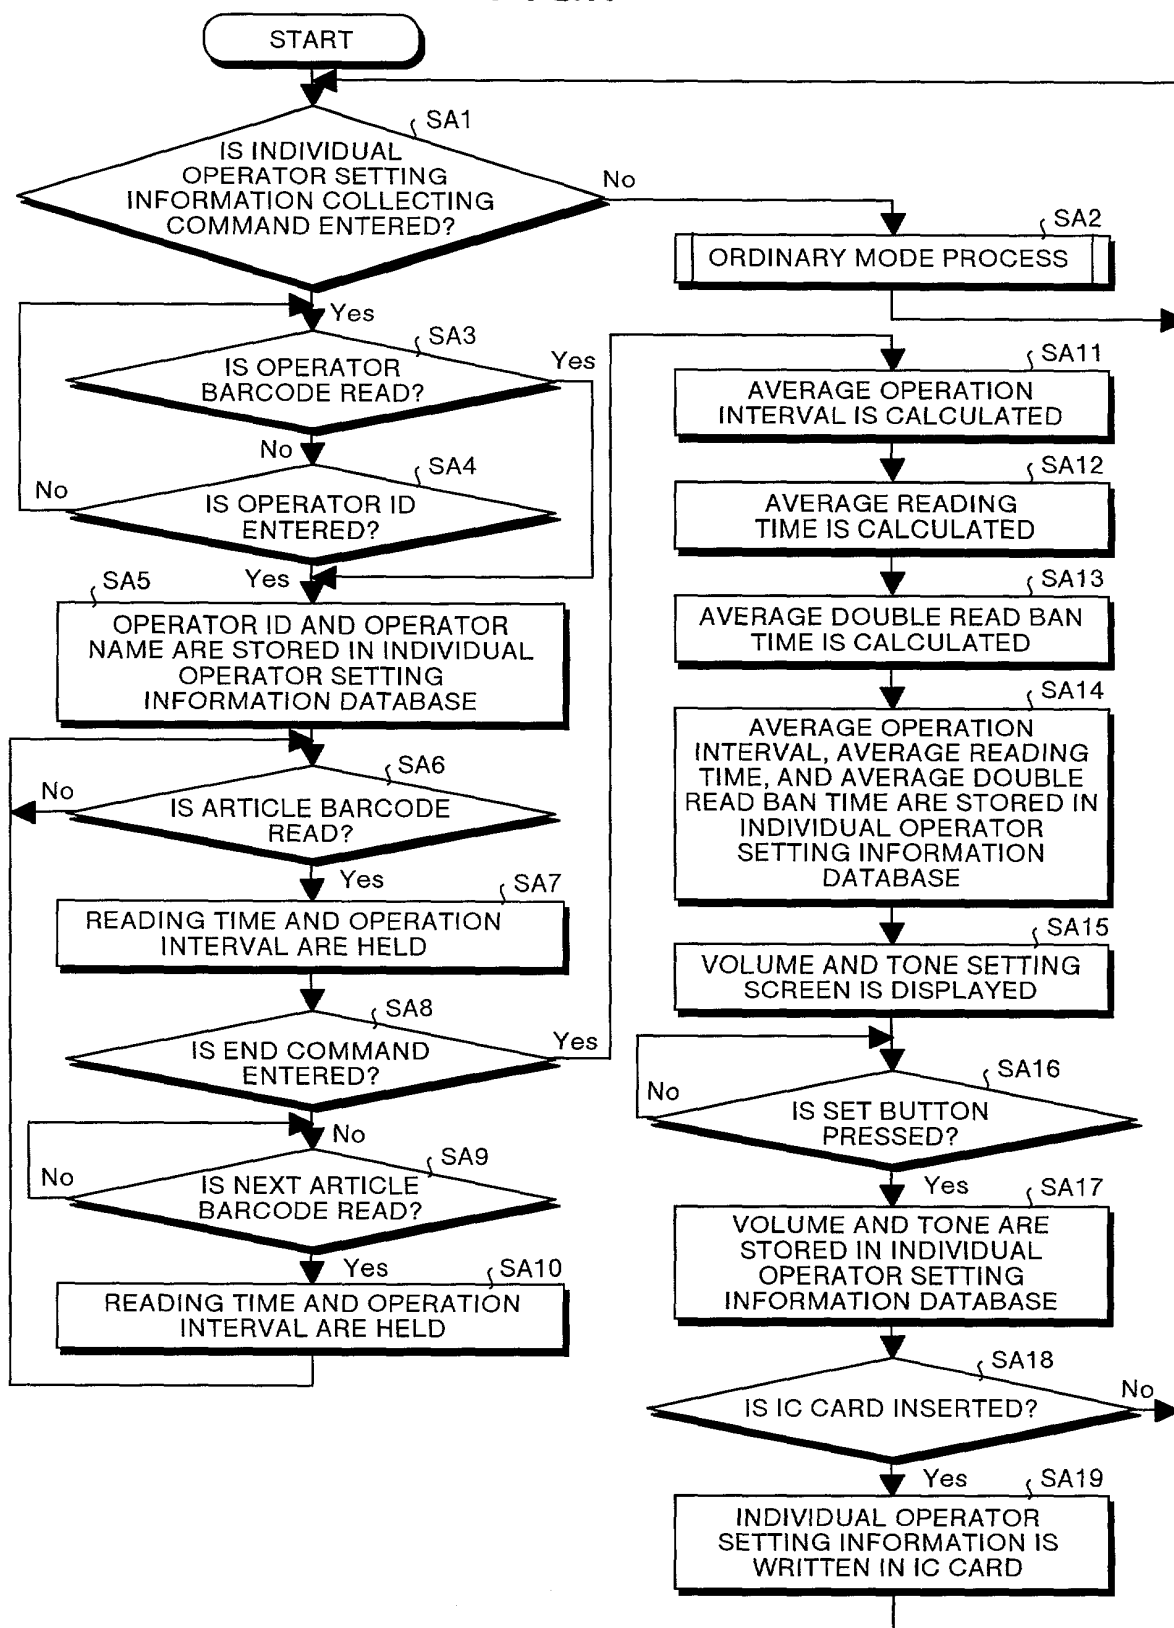 START
SA1
IS INDIVIDUAL
OPERATOR SETTING
INFORMATION COLLECTING
COMMAND ENTERED?
No
SA2
ORDINARY MODE PROCESS
Yes
SA3
IS OPERATOR
BARCODE READ?
Yes
No
SA4
No
IS OPERATOR ID
ENTERED?
Yes
SA5
OPERATOR ID AND OPERATOR
NAME ARE STORED IN INDIVIDUAL
OPERATOR SETTING
INFORMATION DATABASE
SA6
No
IS ARTICLE BARCODE
READ?
Yes
SA7
READING TIME AND OPERATION
INTERVAL ARE HELD
SA8
IS END COMMAND
ENTERED?
Yes
No
SA9
No
IS NEXT ARTICLE
BARCODE READ?
Yes
SA10
READING TIME AND OPERATION
INTERVAL ARE HELD
SA11
AVERAGE OPERATION
INTERVAL IS CALCULATED
SA12
AVERAGE READING
TIME IS CALCULATED
SA13
AVERAGE DOUBLE READ BAN
TIME IS CALCULATED
SA14
AVERAGE OPERATION
INTERVAL, AVERAGE READING
TIME, AND AVERAGE DOUBLE
READ BAN TIME ARE STORED IN
INDIVIDUAL OPERATOR
SETTING INFORMATION
DATABASE
SA15
VOLUME AND TONE SETTING
SCREEN IS DISPLAYED
SA16
No
IS SET BUTTON
PRESSED?
Yes
SA17
VOLUME AND TONE ARE
STORED IN INDIVIDUAL
OPERATOR SETTING
INFORMATION DATABASE
SA18
No
IS IC CARD INSERTED?
Yes
SA19
INDIVIDUAL OPERATOR
SETTING INFORMATION IS
WRITTEN IN IC CARD